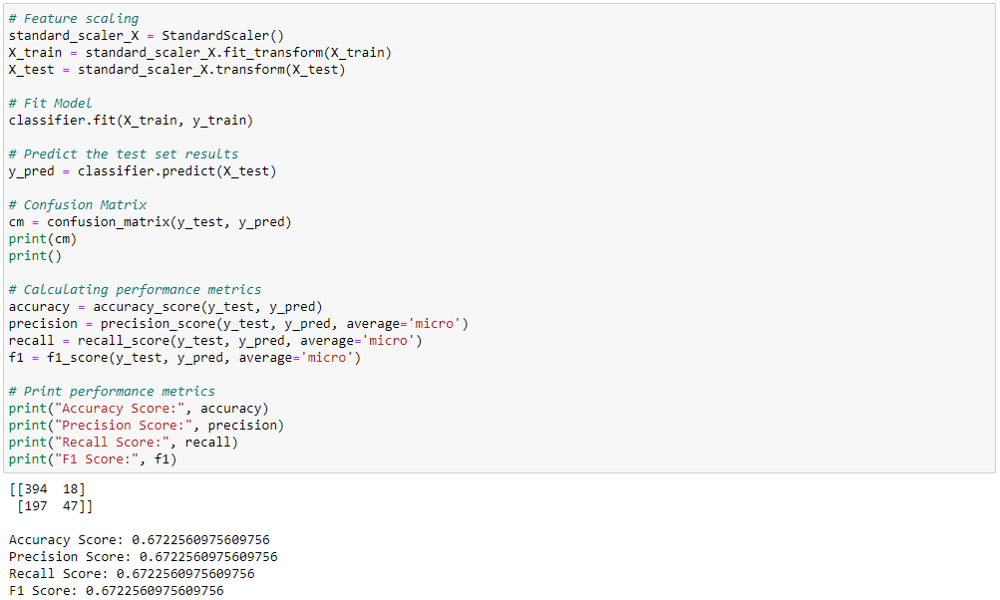 # Feature scaling
standard_scaler_X = StandardScaler()
X_train = standard_scaler_X.fit_transform(X_train)
X_test = standard_scaler_X.transform(X_test)
# Fit Model
classifier.fit(X_train, y_train)
# Predict the test set results
y_pred = classifier.predict(X_test)
# Confusion Matrix
cm = confusion_matrix(y_test, y_pred)
print(cm)
print()
# Calculating performance metrics
accuracy = accuracy_score(y_test, y_pred)
precision = precision_score(y_test, y_pred, average='micro')
recall = recall_score(y_test, y_pred, average='micro')
f1 = f1_score(y_test, y_pred, average='micro')
# Print performance metrics
print("Accuracy Score:", accuracy)
print("Precision Score:", precision)
print("Recall Score:", recall)
print("F1 Score:", f1)
[[394  18]
 [197  47]]
Accuracy Score: 0.6722560975609756
Precision Score: 0.6722560975609756
Recall Score: 0.6722560975609756
F1 Score: 0.6722560975609756